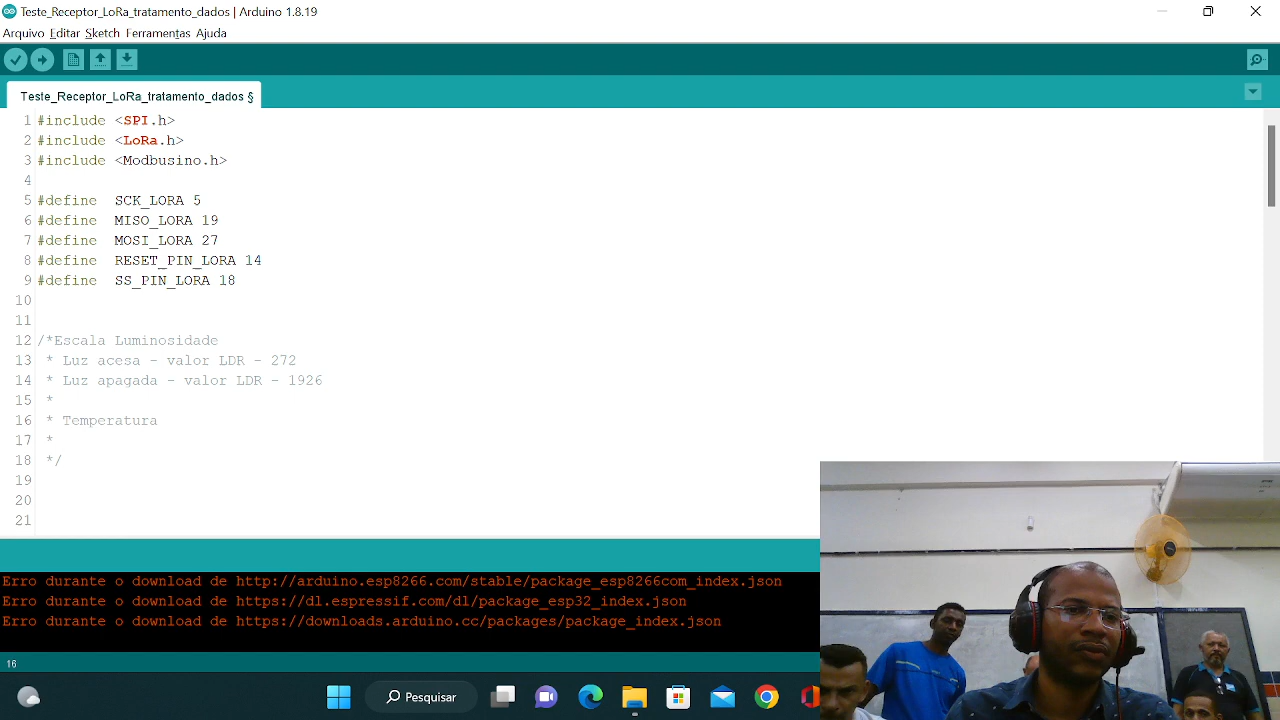 Teste_Receptor_LoRa_tratamento_dados | Arduino 1.8.19
Arquivo Editar Sketch Ferramentas Ajuda
Teste_Receptor_LoRa_tratamento_dados §
1 #include <SPI.h>
2 #include <LoRa.h>
3 #include <Modbusino.h>
4
5 #define  SCK_LORA 5
6 #define  MISO_LORA 19
7 #define  MOSI_LORA 27
8 #define  RESET_PIN_LORA 14
9 #define  SS_PIN_LORA 18
10
11
12 /*Escala Luminosidade
13  * Luz acesa - valor LDR - 272
14  * Luz apagada - valor LDR - 1926
15  *
16  * Temperatura
17  *
18  */
19
20
21
Erro durante o download de http://arduino.esp8266.com/stable/package_esp8266com_index.json
Erro durante o download de https://dl.espressif.com/dl/package_esp32_index.json
Erro durante o download de https://downloads.arduino.cc/packages/package_index.json
16
Pesquisar